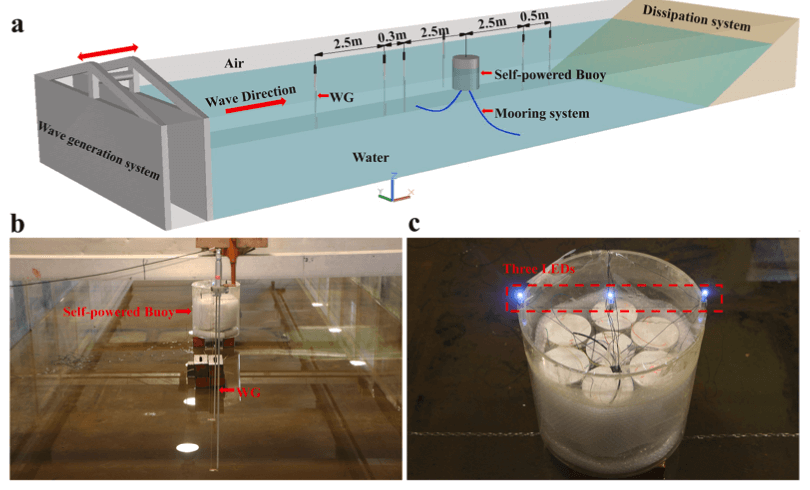 a
2.5m
0.3m
2.5m
2.5m
0.5m
Dissipation system
Air
Self-powered Buoy
Wave Direction
WG
Mooring system
Wave generation system
Water
Z
Y
X
b
Self-powered Buoy
WG
c
Three LEDs